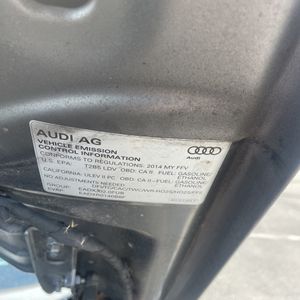 AUDI AG
VEHICLE EMISSION
CONTROL INFORMATION
Audi
CONFORMS TO REGULATIONS: 2014 MY FFV
U.S. EPA: T2B5 LDV OBD: CA II FUEL: GASOLINE/
ETHANOL
CALIFORNIA: ULEV II PC OBD: CA II FUEL: GASOLINE/
ETHANOL
NO ADJUSTMENTS NEEDED
GROUP:
EVAP: